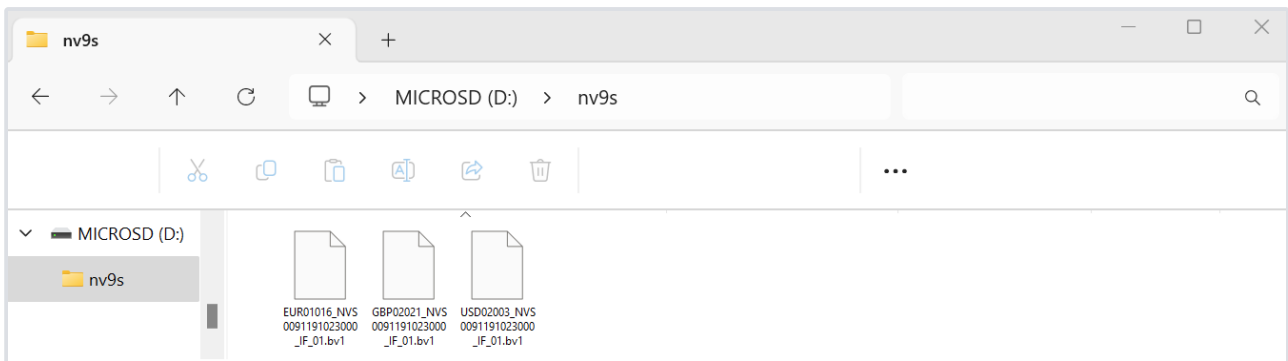 nv9s
MICROSD (D:) > nv9s
MICROSD (D:)
nv9s
EUR01016_NVS
0091191023000
_IF_01.bv1
GBP02021_NVS
0091191023000
_IF_01.bv1
USD02003_NVS
0091191023000
_IF_01.bv1